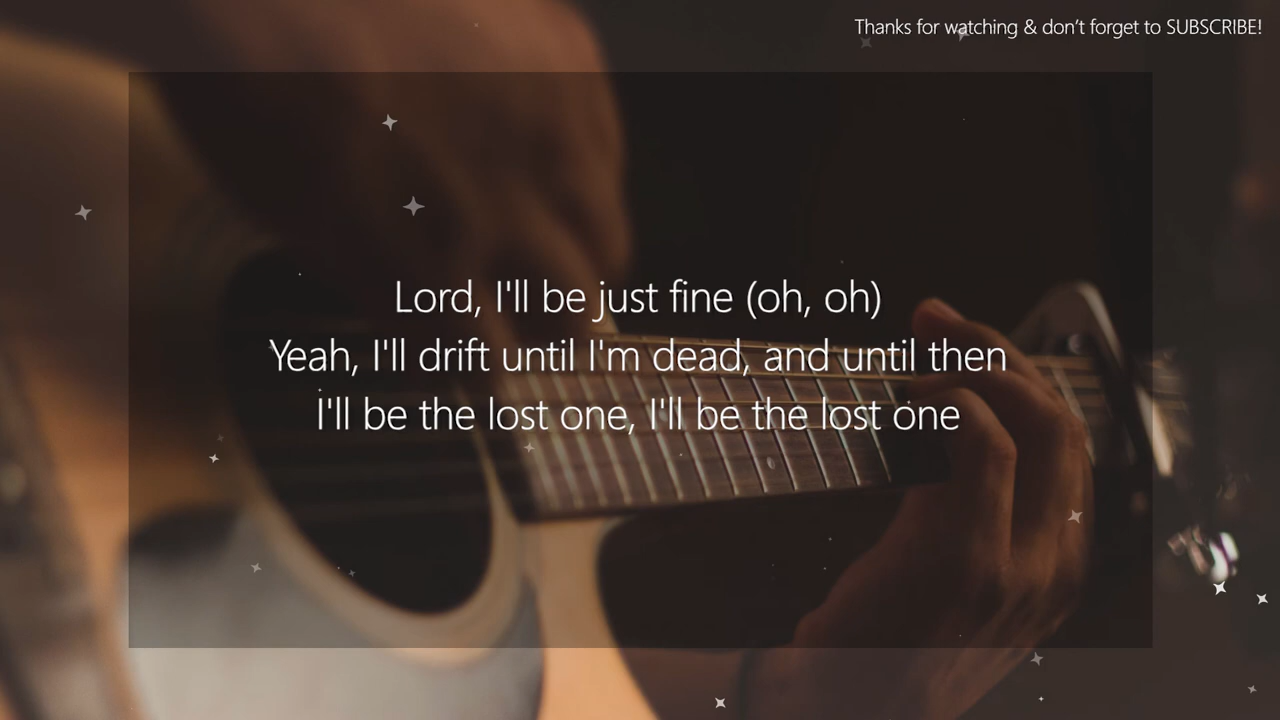 Thanks for watching & don’t forget to SUBSCRIBE!
Lord, I'll be just fine (oh, oh)
Yeah, I'll drift until I'm dead, and until then
I'll be the lost one, I'll be the lost one